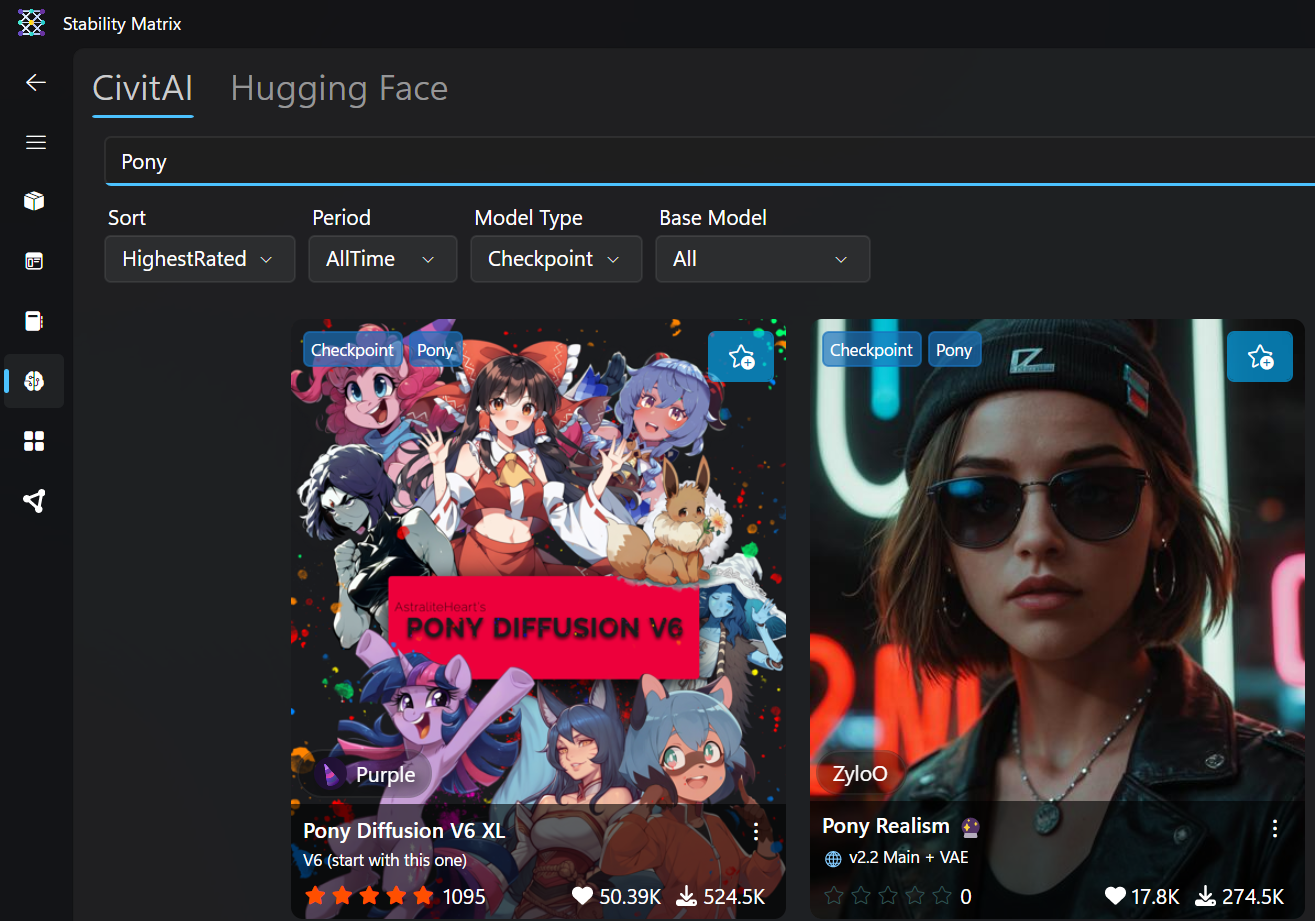 Stability Matrix
CivitAI Hugging Face
Pony
Sort Period Model Type Base Model
HighestRated AllTime Checkpoint All
Checkpoint Pony
AstraliteHeart's
PONY DIFFUSION V6
Purple
Pony Diffusion V6 XL
V6 (start with this one)
1095 50.39K 524.5K
Checkpoint Pony
ZyloO
Pony Realism 🔮
v2.2 Main + VAE
0 17.8K 274.5K